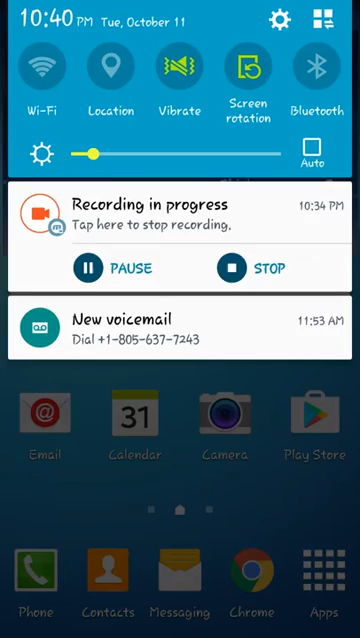 10:40 PM Tue, October 11
Wi-Fi Location Vibrate Screen rotation Bluetooth
Auto
Recording in progress 10:34 PM
Tap here to stop recording.
PAUSE STOP
New voicemail 11:53 AM
Dial +1-805-637-7243
31
Email Calendar Camera Play Store
Phone Contacts Messaging Chrome Apps